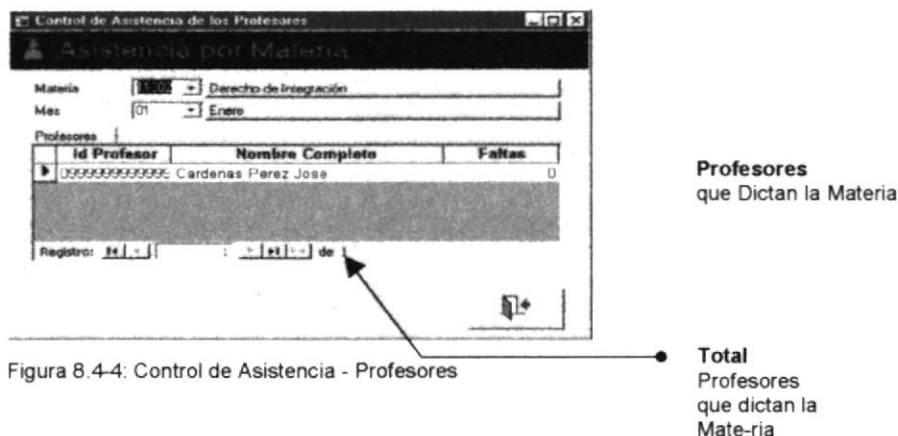 Control de Asistencia de los Profesores
Asistencia por Materia
Materia
Derecho de Integración
Mes 01 Enero
Profesores
Id Profesor Nombre Completo Faltas
Cardenas Perez Jose 0
Registro: de
Profesores
que Dictan la Materia
Figura 8.4-4: Control de Asistencia - Profesores
Total
Profesores
que dictan la
Mate-ria